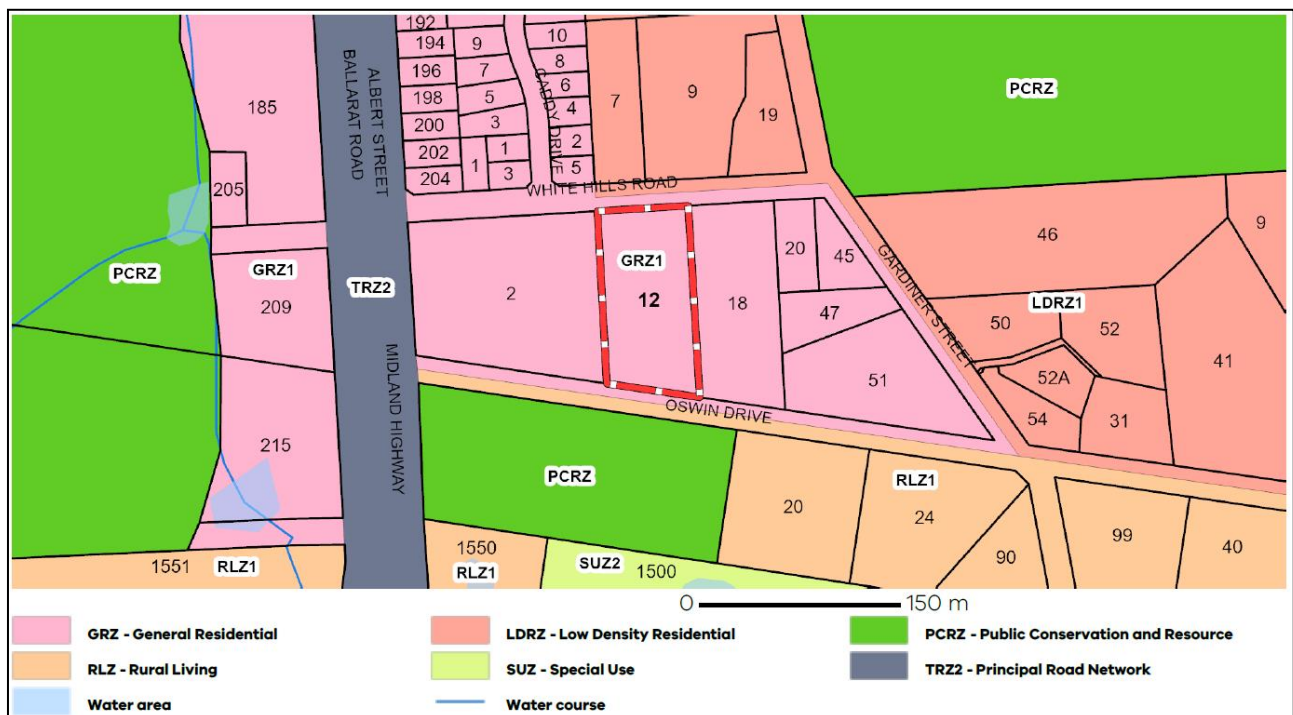 192
194
196
198
200
202
204
9
7
5
3
1
1
3
10
8
6
4
2
5
CADDY DRIVE
7
9
19
PCRZ
185
205
ALBERT STREET
BALLARAT ROAD
WHITE HILLS ROAD
46
9
PCRZ
GRZ1
209
TRZ2
2
GRZ1
12
18
20
45
47
51
GARDINER STREET
LDRZ1
50
52
52A
54
31
41
MIDLAND HIGHWAY
OSWIN DRIVE
215
PCRZ
RLZ1
20
24
90
99
40
1551
RLZ1
1550
RLZ1
SUZ2
1500
0 150 m
GRZ - General Residential
LDRZ - Low Density Residential
PCRZ - Public Conservation and Resource
RLZ - Rural Living
SUZ - Special Use
TRZ2 - Principal Road Network
Water area
Water course